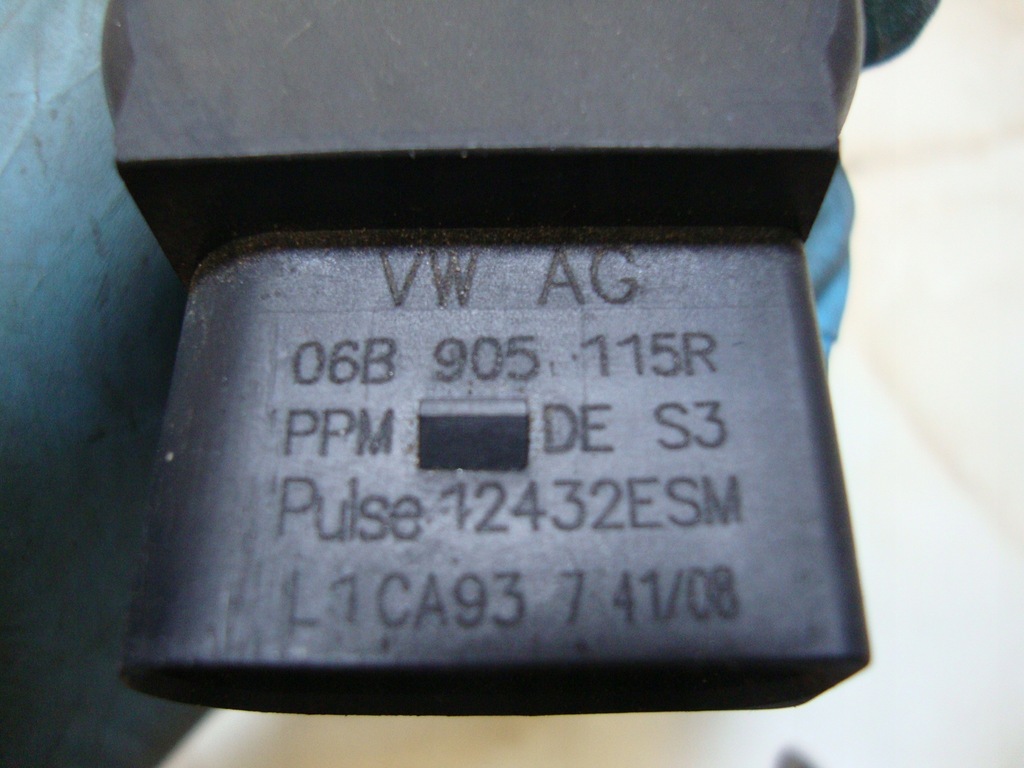 VW AG
06B 905 115R
PPM DE S3
Pulse 12432ESM
L1CA93 7 41/08